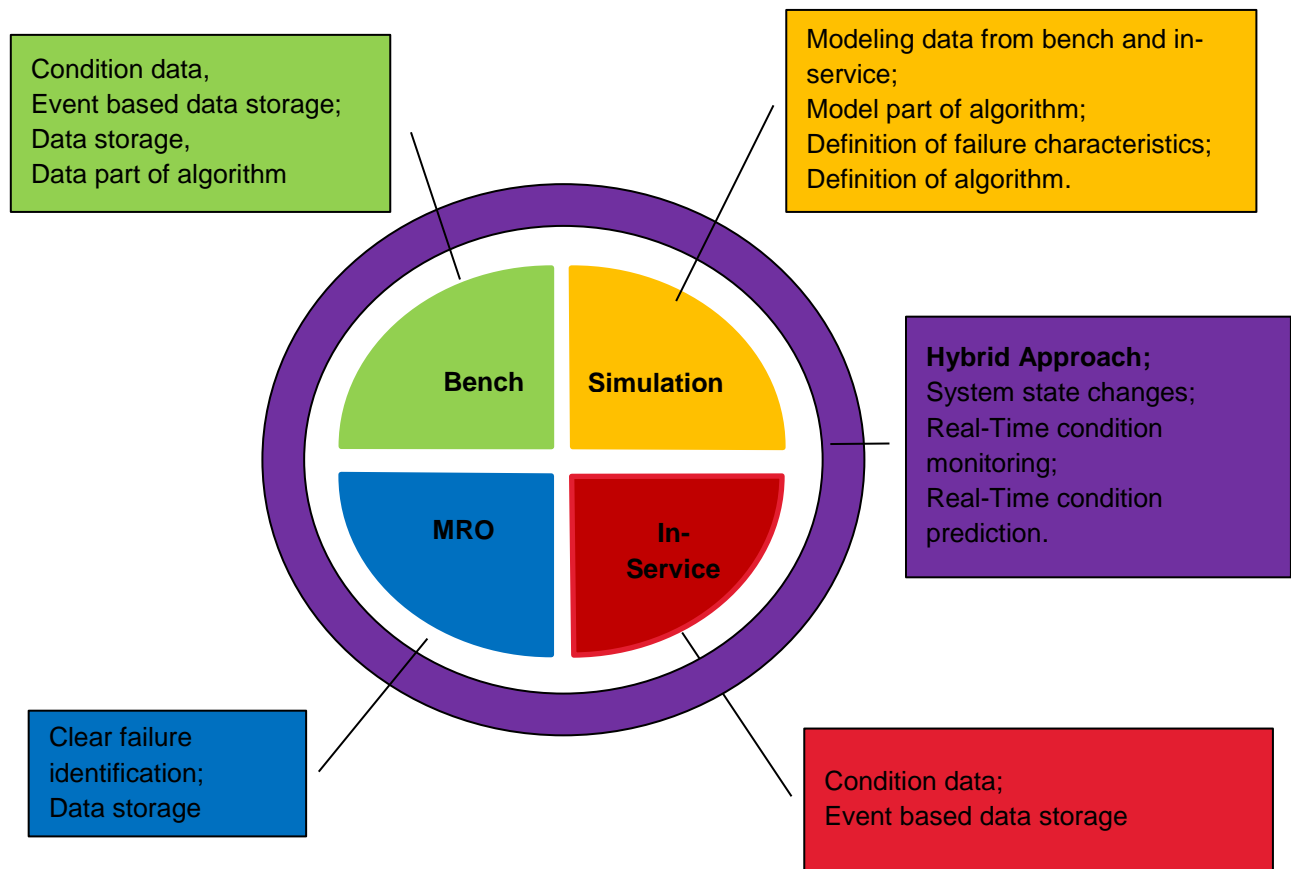 Condition data,
Event based data storage;
Data storage,
Data part of algorithm
Modeling data from bench and in-
service;
Model part of algorithm;
Definition of failure characteristics;
Definition of algorithm.
Bench
Simulation
Hybrid Approach;
System state changes;
Real-Time condition
monitoring;
Real-Time condition
prediction.
MRO
In-
Service
Clear failure
identification;
Data storage
Condition data;
Event based data storage